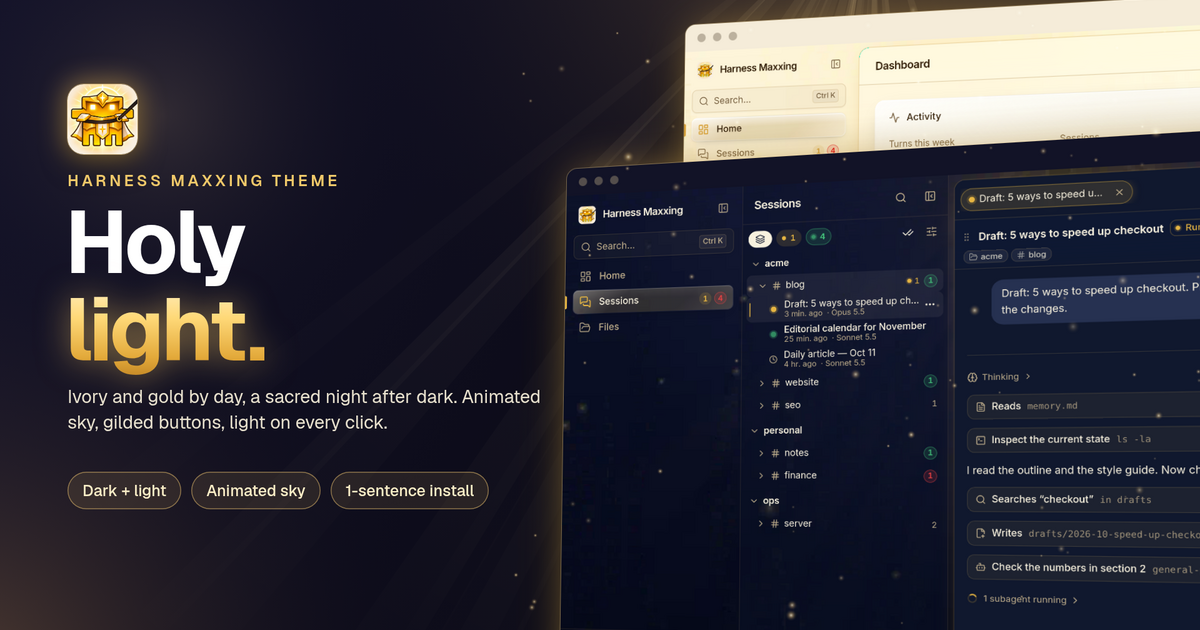 HARNESS MAXXING THEME
Holy
light.
Ivory and gold by day, a sacred night after dark. Animated
sky, gilded buttons, light on every click.
Dark + light
Animated sky
1-sentence install
Harness Maxxing
Search...
Ctrl K
Home
Sessions
1
4
Dashboard
Activity
Turns this week
Sessions
Harness Maxxing
Search...
Ctrl K
Home
Sessions
1
4
Files
Sessions
1
4
acme
# blog
1
1
Draft: 5 ways to speed up ch...
3 min. ago · Opus 5.5
Editorial calendar for November
25 min. ago · Sonnet 5.5
Daily article — Oct 11
4 hr. ago · Sonnet 5.5
# website
1
# seo
1
personal
# notes
1
# finance
1
ops
# server
2
Draft: 5 ways to speed u...
Draft: 5 ways to speed up checkout
acme
# blog
Draft: 5 ways to speed up checkout. P
the changes.
Thinking
Reads memory.md
Inspect the current state ls -la
I read the outline and the style guide. Now
Searches “checkout” in drafts
Writes drafts/2026-10-speed-up-checko
Check the numbers in section 2 general-
1 subagent running